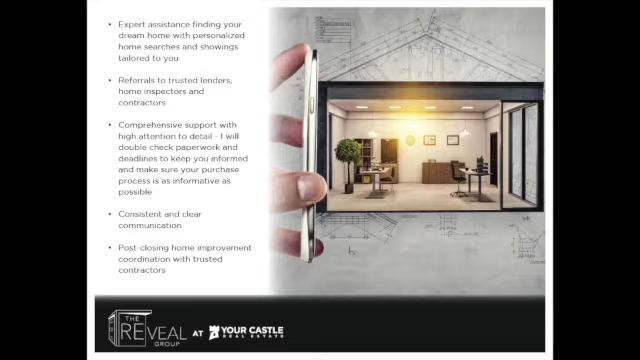 • Expert assistance finding your
dream home with personalized
home searches and showings
tailored to you
• Referrals to trusted lenders,
home inspectors and
contractors
• Comprehensive support with
high attention to detail - I will
double check paperwork and
deadlines to keep you informed
and make sure your purchase
process is as informative as
possible
• Consistent and clear
communication
• Post-closing home improvement
coordination with trusted
contractors
THE
REVEAL
GROUP
AT
YOUR CASTLE
REAL ESTATE